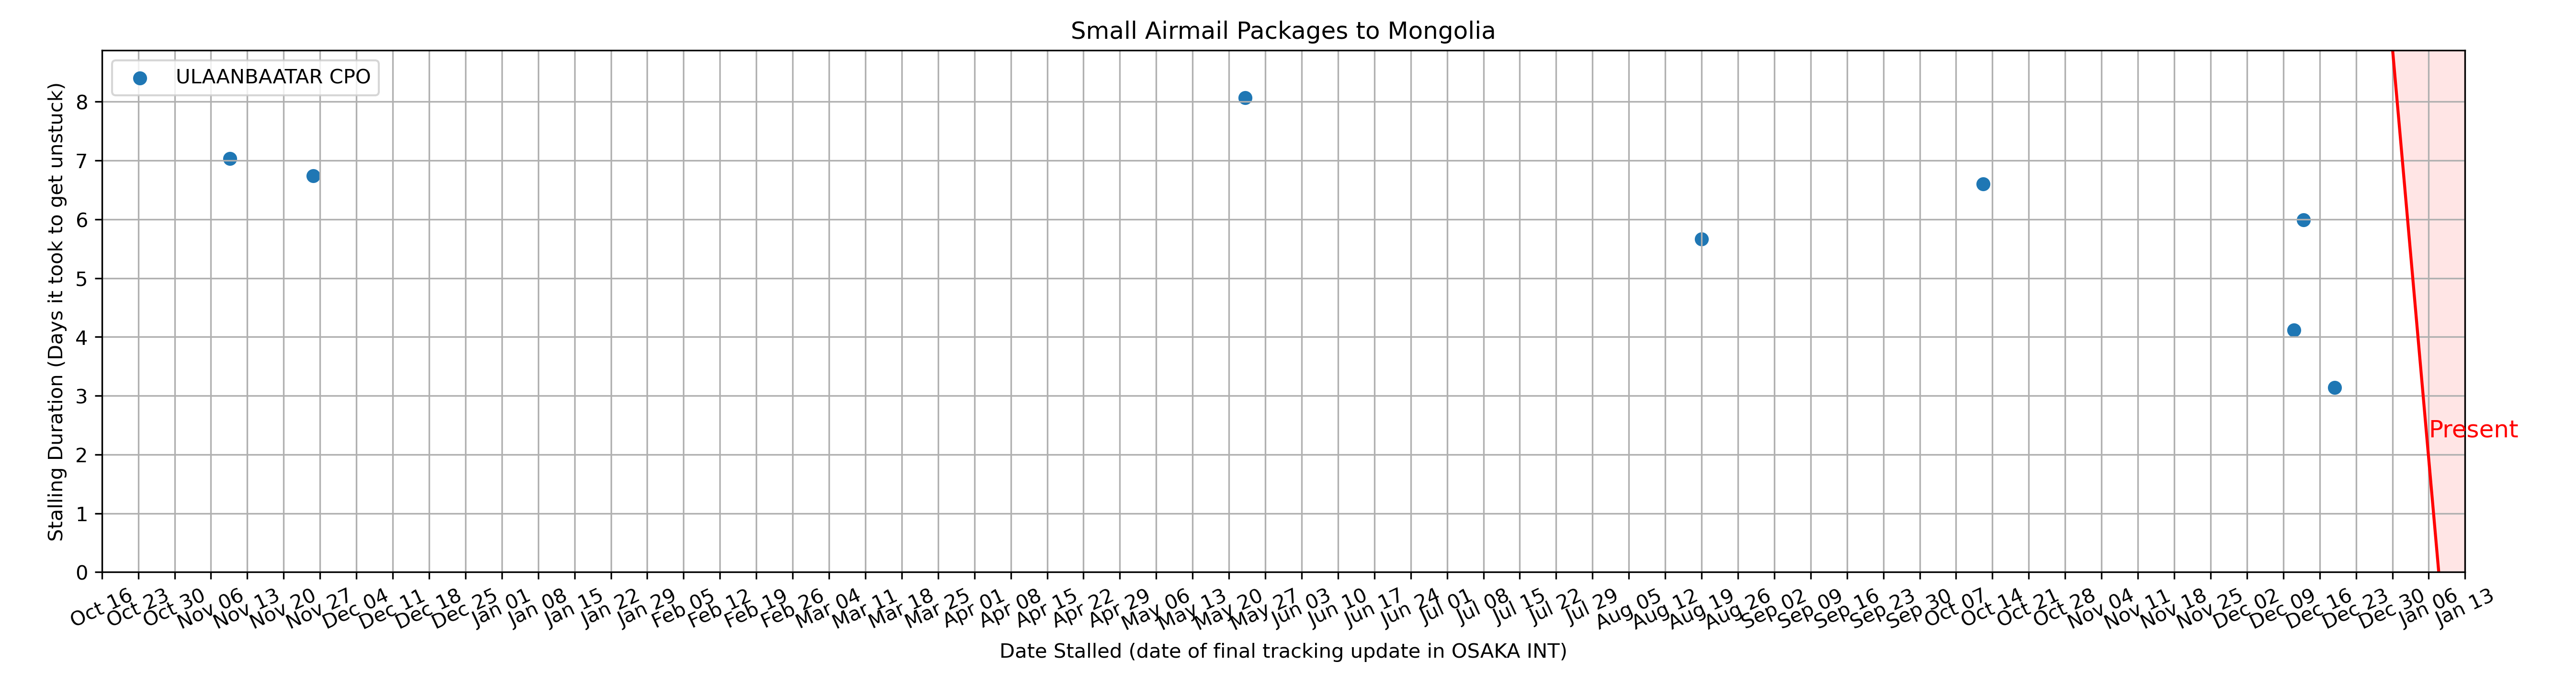 Small Airmail Packages to Mongolia
ULAANBAATAR CPO
Stalling Duration (Days it took to get unstuck)
8
7
6
5
4
3
2
1
0
Present
Oct 16
Oct 23
Oct 30
Nov 06
Nov 13
Nov 20
Nov 27
Dec 04
Dec 11
Dec 18
Dec 25
Jan 01
Jan 08
Jan 15
Jan 22
Jan 29
Feb 05
Feb 12
Feb 19
Feb 26
Mar 04
Mar 11
Mar 18
Mar 25
Apr 01
Apr 08
Apr 15
Apr 22
Apr 29
May 06
May 13
May 20
May 27
Jun 03
Jun 10
Jun 17
Jun 24
Jul 01
Jul 08
Jul 15
Jul 22
Jul 29
Aug 05
Aug 12
Aug 19
Aug 26
Sep 02
Sep 09
Sep 16
Sep 23
Sep 30
Oct 07
Oct 14
Oct 21
Oct 28
Nov 04
Nov 11
Nov 18
Nov 25
Dec 02
Dec 09
Dec 16
Dec 23
Dec 30
Jan 06
Jan 13
Date Stalled (date of final tracking update in OSAKA INT)